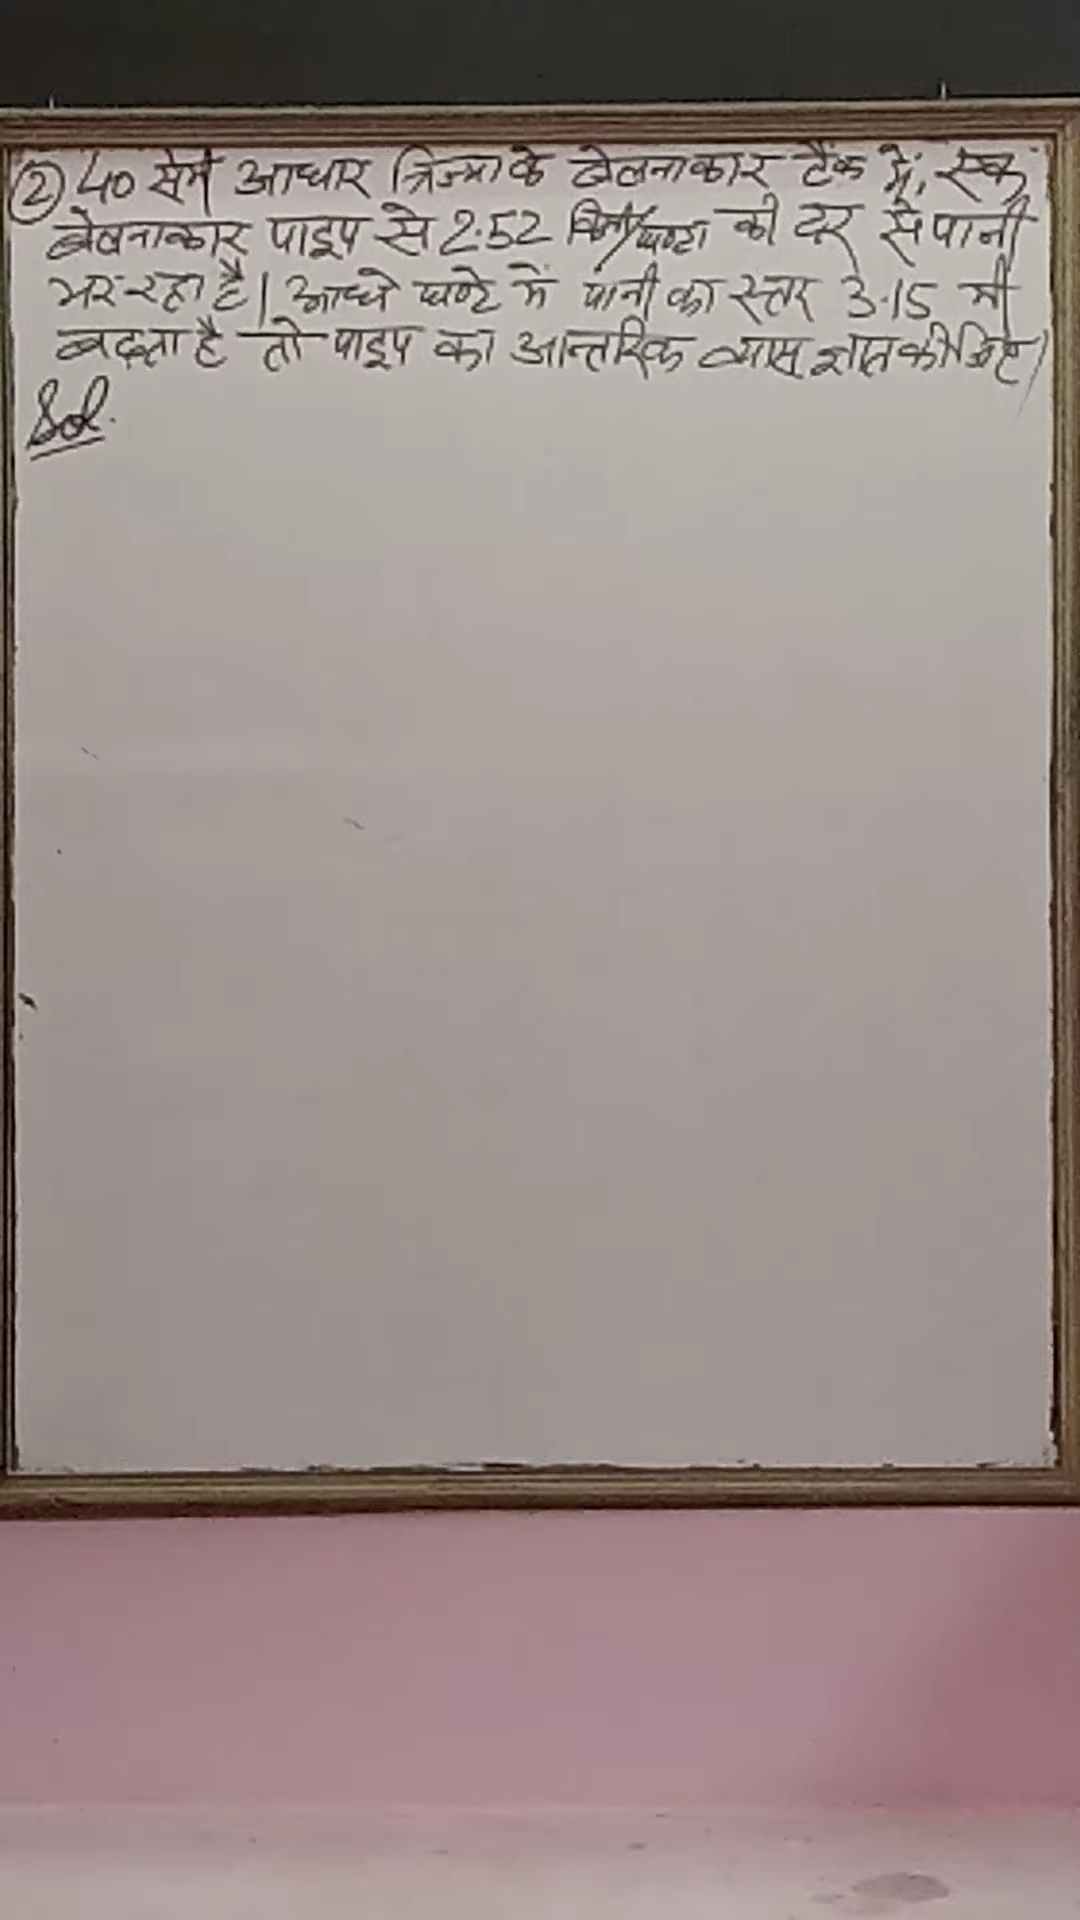 ② 40 सेमी आधार त्रिज्या के बेलनाकार टैंक में, एक
बेलनाकार पाइप से 2.52 किमी/घण्टा की दर से पानी
भर रहा है। आधे घण्टे में पानी का स्तर 3.15 मी
बढ़ता है तो पाइप का आन्तरिक व्यास ज्ञात कीजिए।
Sol.